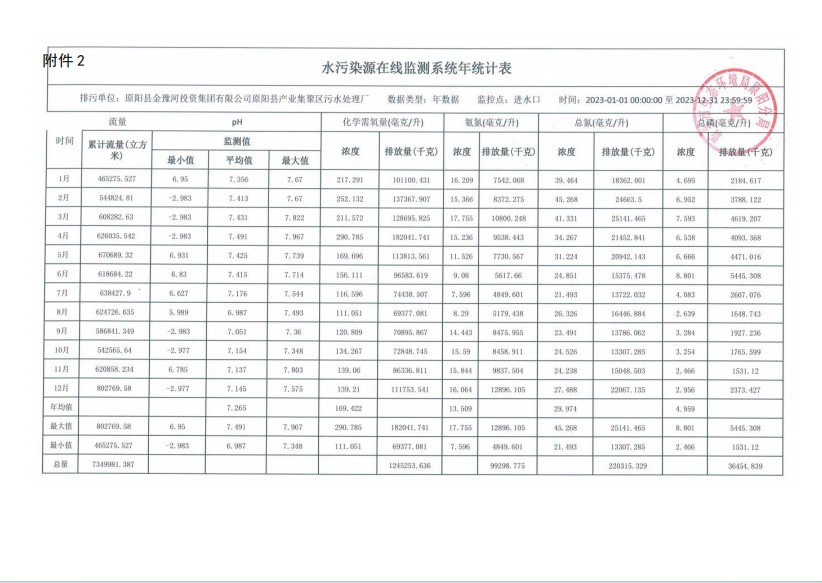 附件 2
水污染源在线监测系统年统计表
排污单位：原阳县金豫河投资集团有限公司原阳县产业集聚区污水处理厂 数据类型：年数据 监控点：进水口 时间：2023-01-01 00:00:00 至 2023-12-31 23:59:59
时间 流量 pH 化学需氧量(毫克/升) 氨氮(毫克/升) 总氮(毫克/升) 总磷(毫克/升)
累计流量(立方米) 监测值 浓度 排放量(千克) 浓度 排放量(千克) 浓度 排放量(千克) 浓度 排放量(千克)
最小值 平均值 最大值
1月 465275.527 6.95 7.356 7.67 217.291 101100.431 16.209 7542.068 39.464 18362.001 4.695 2184.617
2月 544824.81 -2.983 7.413 7.67 252.132 137367.907 15.366 8372.275 45.268 24663.5 6.952 3788.122
3月 608282.63 -2.983 7.431 7.822 211.572 128695.825 17.755 10800.248 41.331 25141.465 7.593 4619.207
4月 626035.542 -2.983 7.491 7.967 290.785 182041.741 15.236 9538.443 34.267 21452.841 6.538 4093.368
5月 670689.32 6.931 7.425 7.739 169.696 113813.561 11.526 7730.567 31.224 20942.143 6.666 4471.016
6月 618684.22 6.83 7.415 7.714 156.111 96583.619 9.08 5617.66 24.851 15375.478 8.801 5445.308
7月 638427.9 6.627 7.176 7.544 116.596 74438.507 7.596 4849.601 21.493 13722.032 4.083 2607.076
8月 624726.635 5.989 6.987 7.493 111.051 69377.081 8.29 5179.438 26.326 16446.884 2.639 1648.743
9月 586841.349 -2.983 7.051 7.36 120.809 70895.867 14.443 8475.955 23.491 13786.062 3.284 1927.236
10月 542565.64 -2.977 7.154 7.348 134.267 72848.745 15.59 8458.911 24.526 13307.285 3.254 1765.599
11月 620858.234 6.785 7.137 7.803 139.06 86336.811 15.844 9837.504 24.238 15048.503 2.466 1531.12
12月 802769.58 -2.977 7.145 7.575 139.21 111753.541 16.064 12896.105 27.488 22067.135 2.956 2373.427
年均值 7.265 169.422 13.509 29.974 4.959
最大值 802769.58 6.95 7.491 7.967 290.785 182041.741 17.755 12896.105 45.268 25141.465 8.801 5445.308
最小值 465275.527 -2.983 6.987 7.348 111.051 69377.081 7.596 4849.601 21.493 13307.285 2.466 1531.12
总量 7349981.387 1245253.636 99298.775 220315.329 36454.839